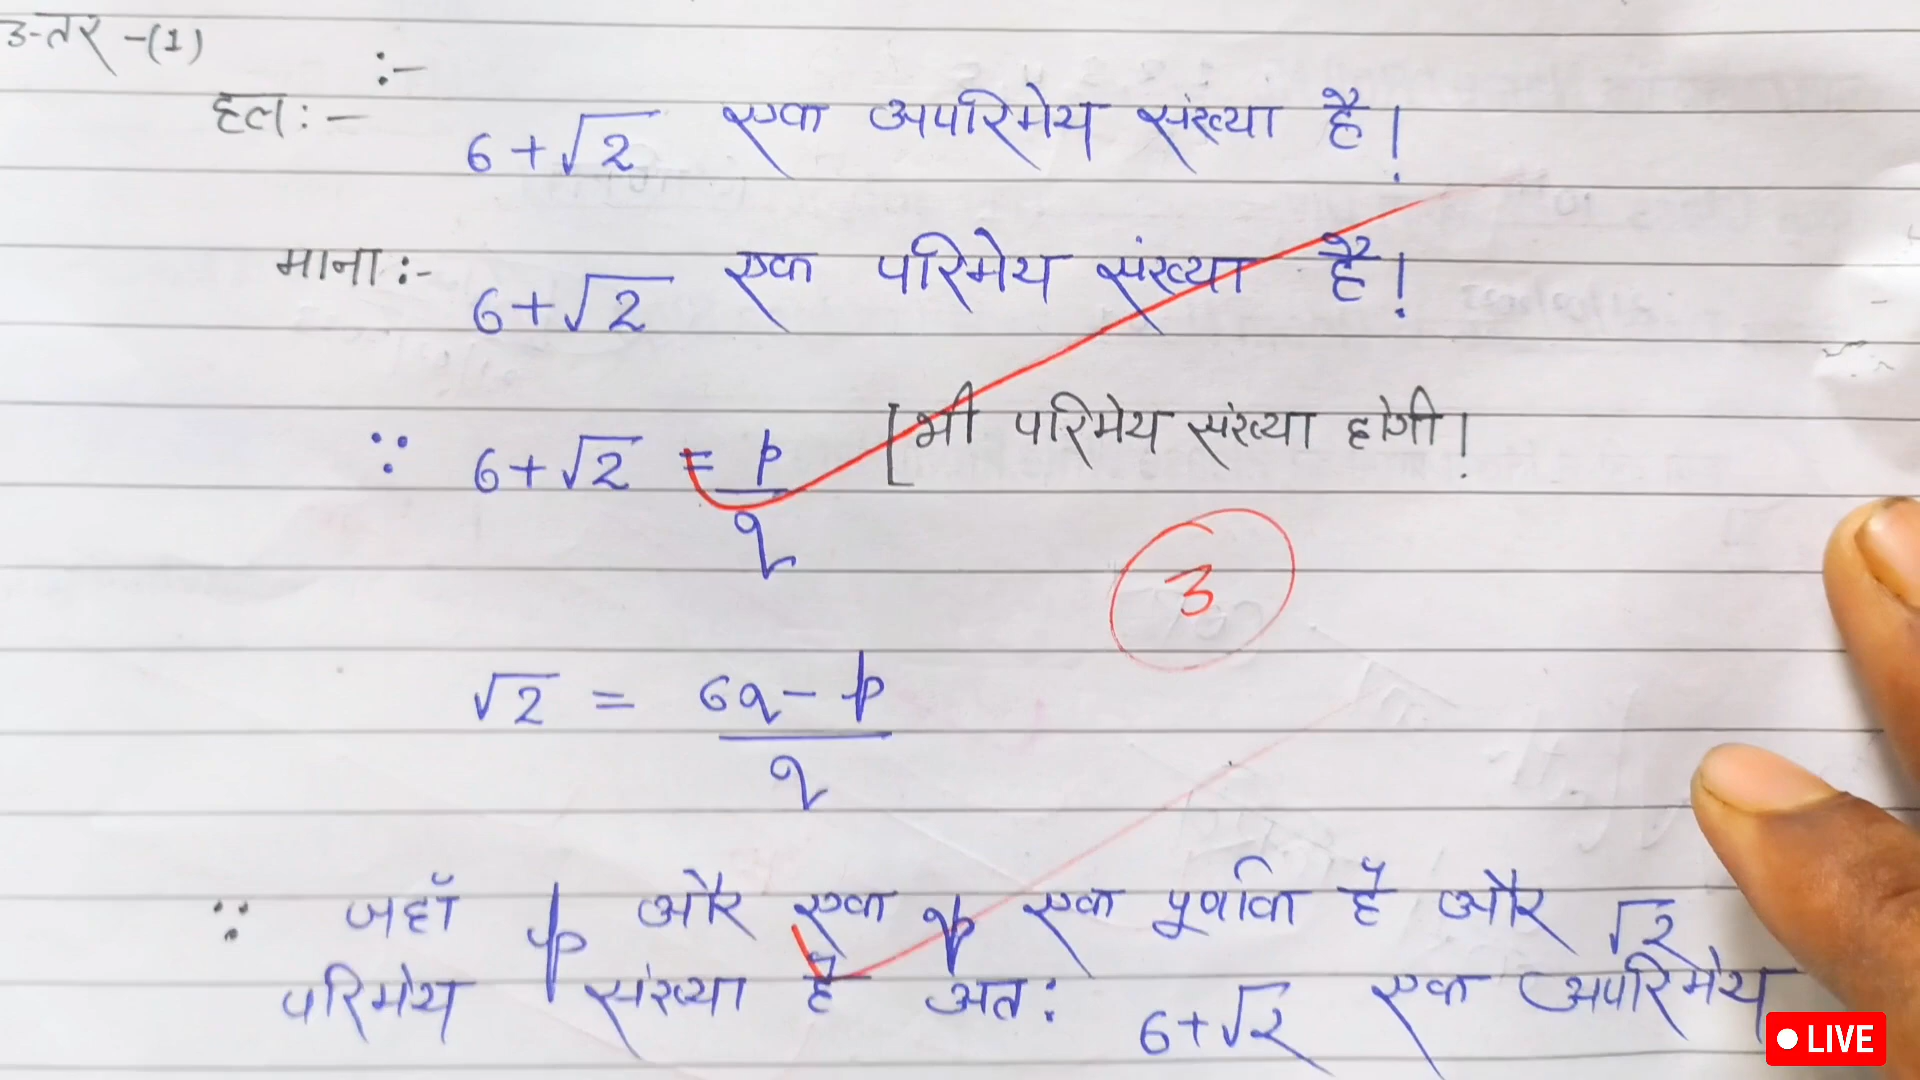 उत्तर -(1) :-
हल:- 6+√2 एक अपरिमेय संख्या है।
माना:- 6+√2 एक परिमेय संख्या है।
∵ 6+√2 = p/q [भी परिमेय संख्या होगी।
3
√2 = 6q-p/q
∵ जहाँ p और एक p एक पूर्णांक है और √2
परिमेय संख्या है अत: 6+√2 एक अपरिमेय
LIVE